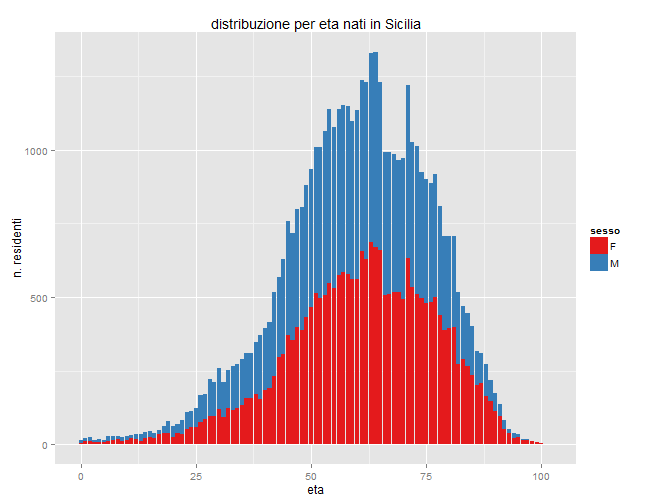 distribuzione per eta nati in Sicilia
n. residenti
1000
500
0
0
25
50
75
100
eta
sesso
F
M